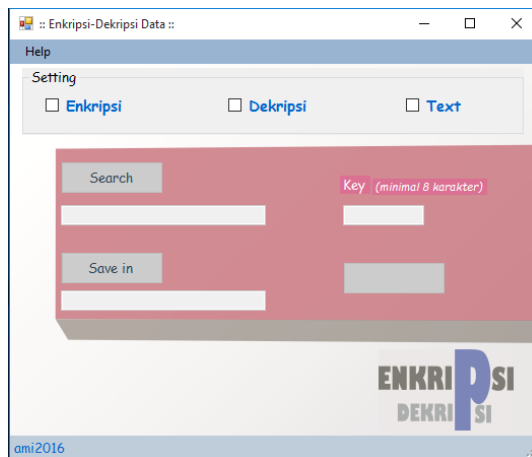 :: Enkripsi-Dekripsi Data ::
Help
Setting
Enkripsi Dekripsi Text
Search
Key (minimal 8 karakter)
Save in
ENKRIPSI
DEKRIPSI
ami2016